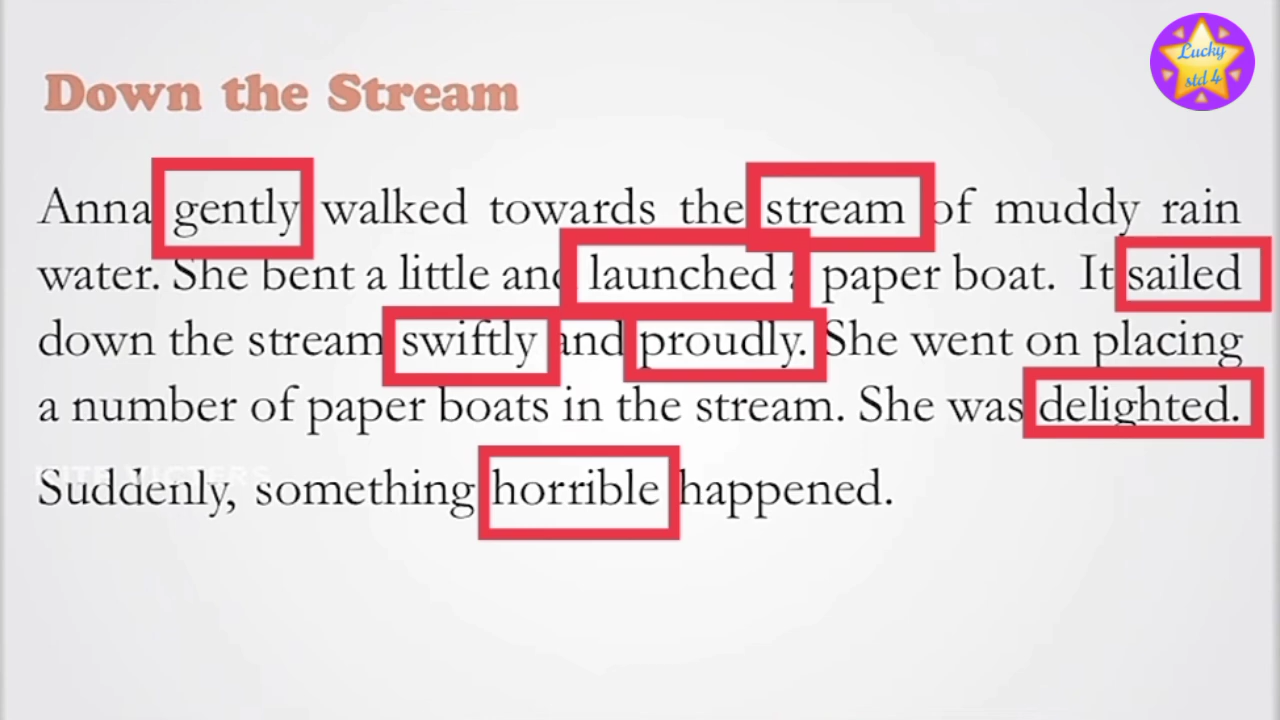 Lucky
std 4
Down the Stream
Anna gently walked towards the stream of muddy rain
water. She bent a little and launched a paper boat. It sailed
down the stream swiftly and proudly. She went on placing
a number of paper boats in the stream. She was delighted.
Suddenly, something horrible happened.